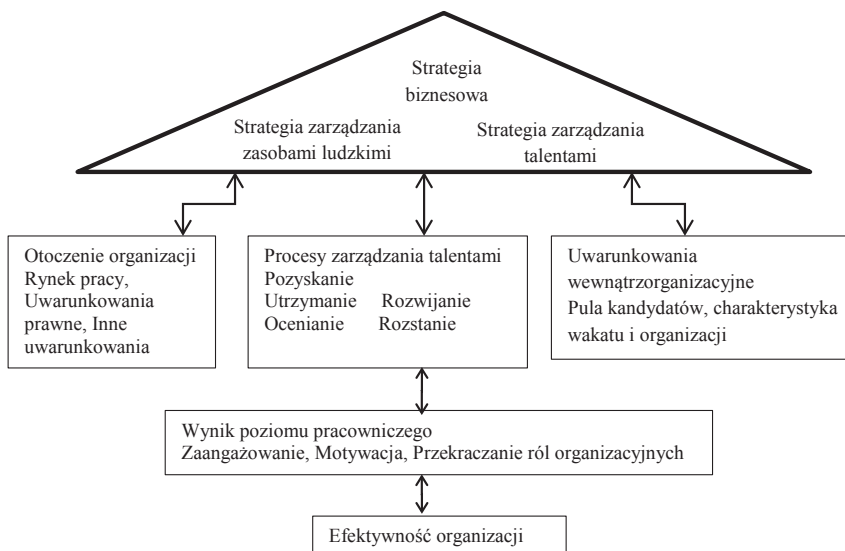 Strategia
biznesowa
Strategia zarządzania
zasobami ludzkimi
Strategia zarządzania
talentami
Otoczenie organizacji
Rynek pracy,
Uwarunkowania
prawne, Inne
uwarunkowania
Procesy zarządzania talentami
Pozyskanie
Utrzymanie Rozwijanie
Ocenianie Rozstanie
Uwarunkowania
wewnątrzorganizacyjne
Pula kandydatów, charakterystyka
wakatu i organizacji
Wynik poziomu pracowniczego
Zaangażowanie, Motywacja, Przekraczanie ról organizacyjnych
Efektywność organizacji